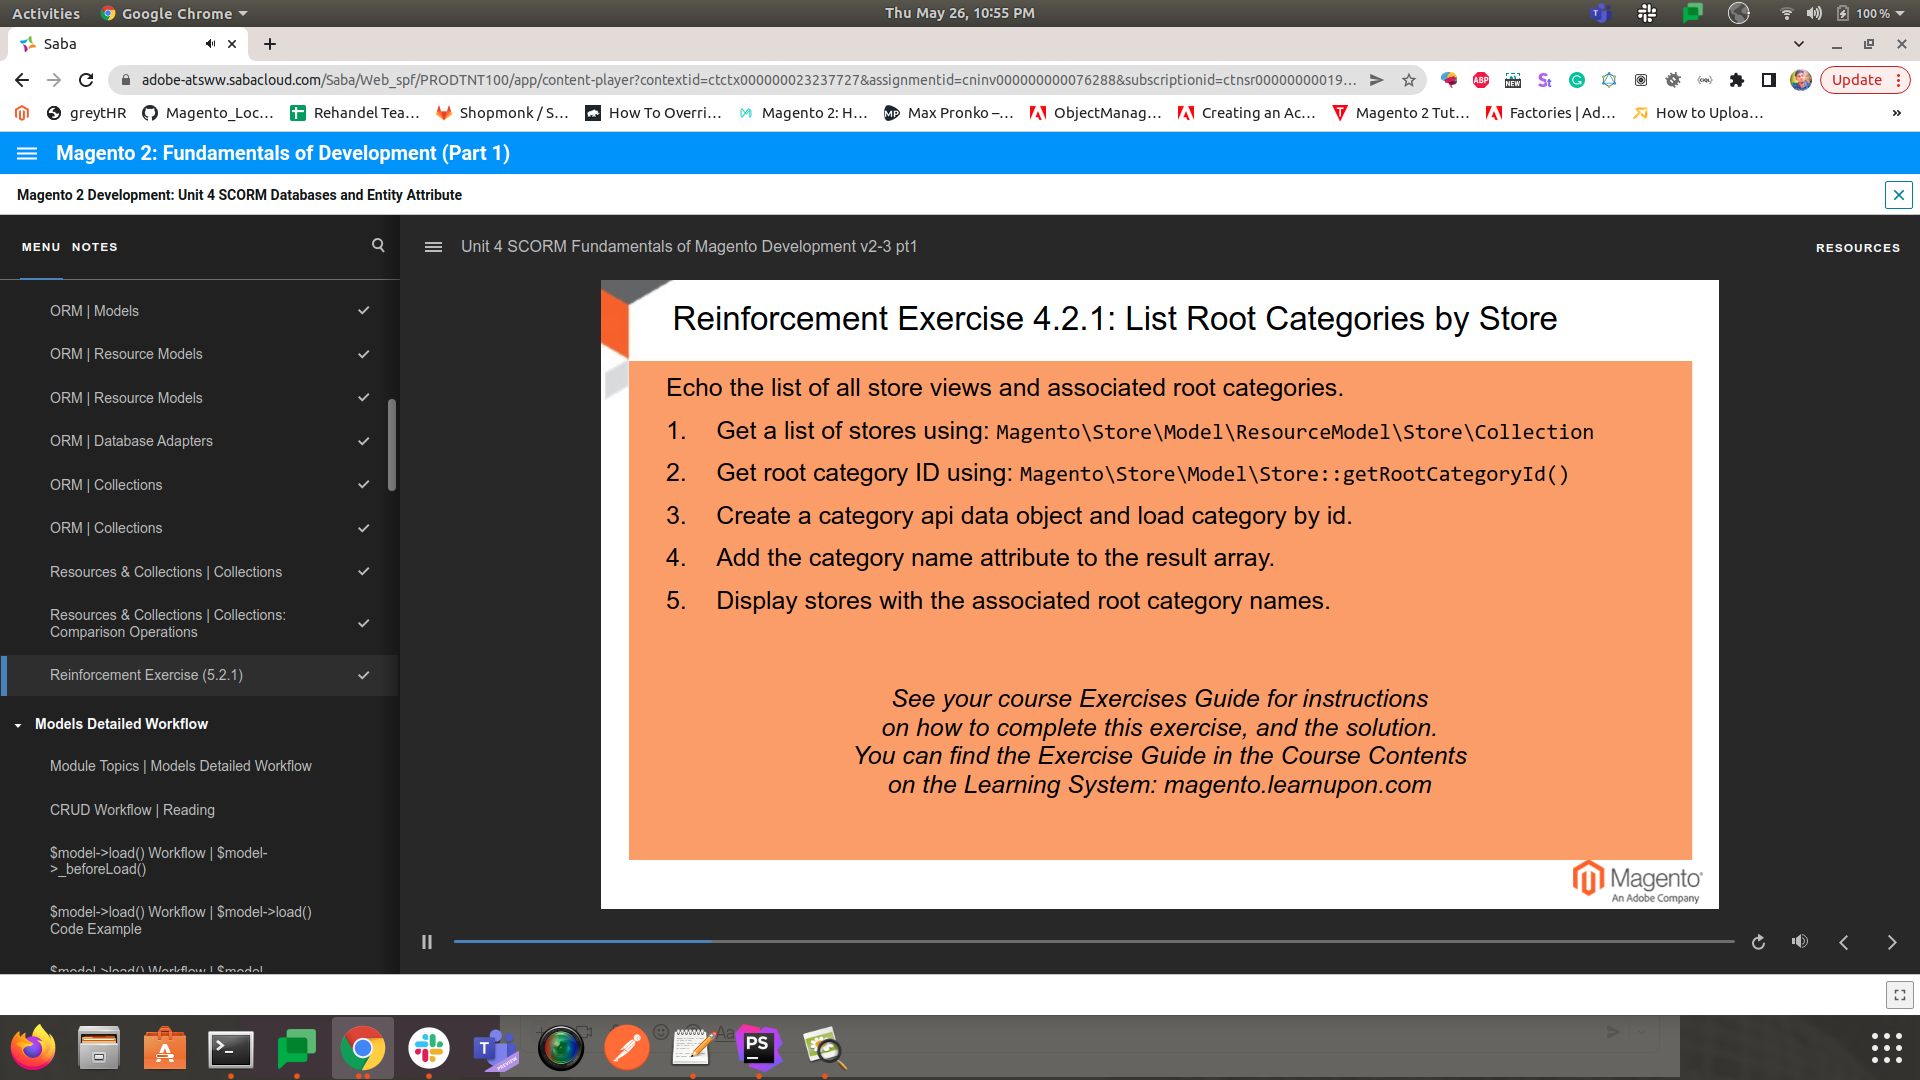 Activities
Google Chrome
Thu May 26, 10:55 PM
100 %
Saba
adobe-atsww.sabacloud.com/Saba/Web_spf/PRODTNT100/app/content-player?contextid=ctctx000000023237727&assignmentid=cninv000000000076288&subscriptionid=ctnsr00000000019...
ABP
NEW
St
Update
greytHR
Magento_Loc...
Rehandel Tea...
Shopmonk / S...
How To Overri...
Magento 2: H...
Max Pronko –...
ObjectManag...
Creating an Ac...
Magento 2 Tut...
Factories | Ad...
How to Uploa...
»
Magento 2: Fundamentals of Development (Part 1)
Magento 2 Development: Unit 4 SCORM Databases and Entity Attribute
MENU NOTES
Unit 4 SCORM Fundamentals of Magento Development v2-3 pt1
RESOURCES
ORM | Models
ORM | Resource Models
ORM | Resource Models
ORM | Database Adapters
ORM | Collections
ORM | Collections
Resources & Collections | Collections
Resources & Collections | Collections:
Comparison Operations
Reinforcement Exercise (5.2.1)
Models Detailed Workflow
Module Topics | Models Detailed Workflow
CRUD Workflow | Reading
$model->load() Workflow | $model-
>_beforeLoad()
$model->load() Workflow | $model->load()
Code Example
$model->load() Workflow | $model
Reinforcement Exercise 4.2.1: List Root Categories by Store
Echo the list of all store views and associated root categories.
1. Get a list of stores using: Magento\Store\Model\ResourceModel\Store\Collection
2. Get root category ID using: Magento\Store\Model\Store::getRootCategoryId()
3. Create a category api data object and load category by id.
4. Add the category name attribute to the result array.
5. Display stores with the associated root category names.
See your course Exercises Guide for instructions
on how to complete this exercise, and the solution.
You can find the Exercise Guide in the Course Contents
on the Learning System: magento.learnupon.com
Magento
An Adobe Company
PS